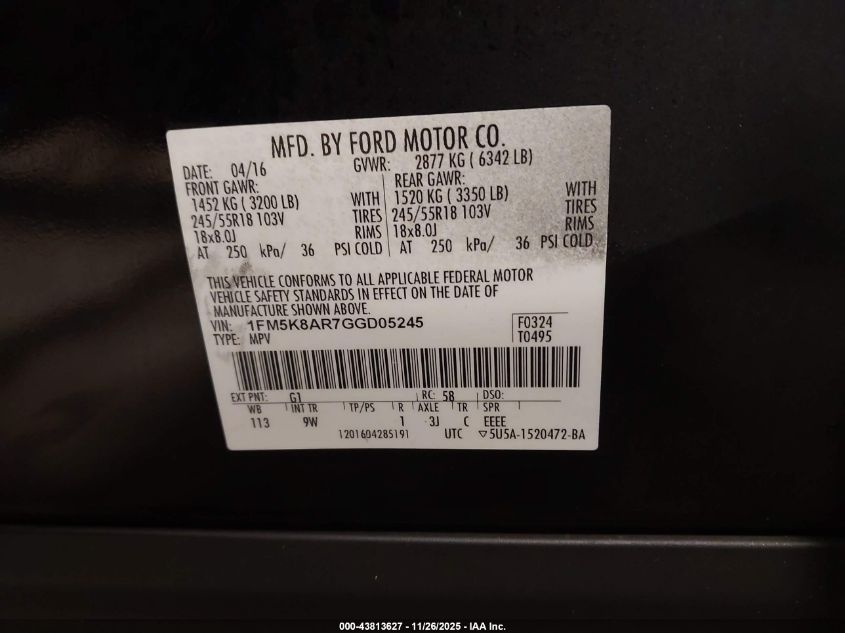 MFD. BY FORD MOTOR CO.
DATE: 04/16 GVWR: 2877 KG ( 6342 LB)
FRONT GAWR: REAR GAWR:
1452 KG ( 3200 LB) WITH 1520 KG ( 3350 LB) WITH
245/55R18 103V TIRES 245/55R18 103V TIRES
18x8.0J RIMS 18x8.0J RIMS
AT 250 kPa/ 36 PSI COLD AT 250 kPa/ 36 PSI COLD
THIS VEHICLE CONFORMS TO ALL APPLICABLE FEDERAL MOTOR
VEHICLE SAFETY STANDARDS IN EFFECT ON THE DATE OF
MANUFACTURE SHOWN ABOVE.
VIN: 1FM5K8AR7GGD05245 F0324
TYPE: MPV T0495
EXT PNT: G1 RC: 58 DSO:
WB INT TR TP/PS R AXLE TR SPR
113 9W 1 3J C EEEE
1201604285191 UTC ▽5U5A-1520472-BA
000-43813627 - 11/26/2025 - IAA Inc.